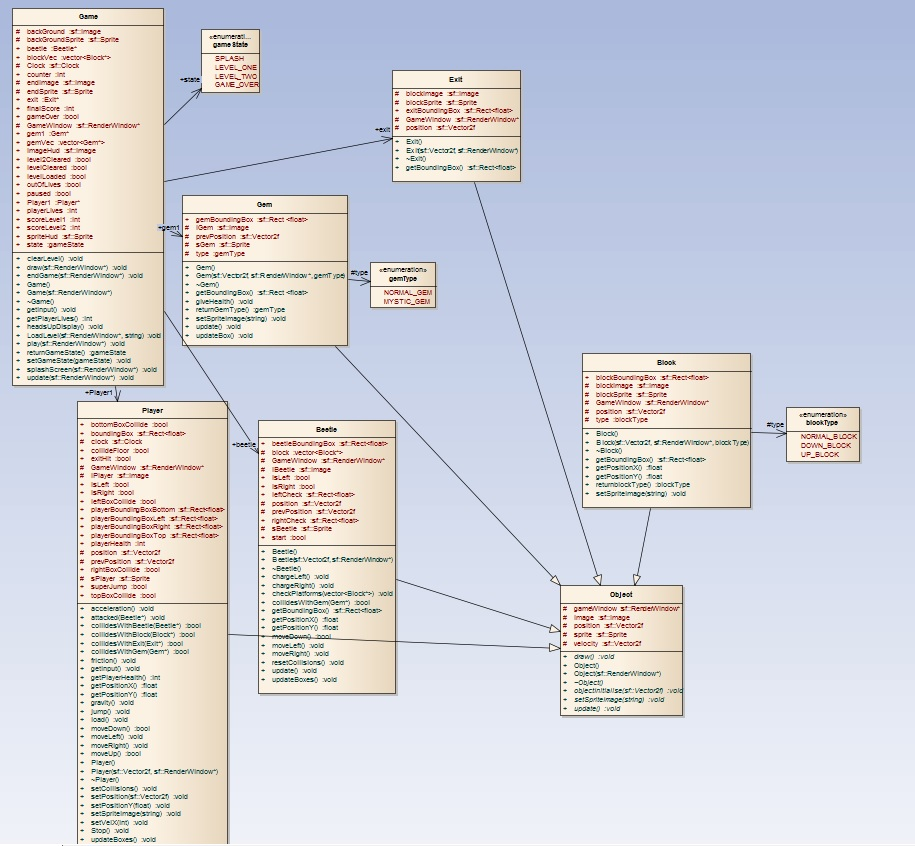 Game
# backGround :sf::Image
# backGroundSprite :sf::Sprite
+ beetle :Beetle*
+ blockVec :vector<Block*>
# Clock :sf::Clock
+ counter :int
# endImage :sf::Image
# endSprite :sf::Sprite
+ exit :Exit*
+ finalScore :int
+ gameOver :bool
# GameWindow :sf::RenderWindow*
+ gem1 :Gem*
+ gemVec :vector<Gem*>
# imageHud :sf::Image
+ level2Cleared :bool
+ levelCleared :bool
+ levelLoaded :bool
+ outOfLives :bool
+ paused :bool
+ Player1 :Player*
+ playerLives :int
+ scoreLevel1 :int
+ scoreLevel2 :int
# spriteHud :sf::Sprite
+ state :gameState
+ clearLevel() :void
+ draw(sf::RenderWindow*) :void
+ endGame(sf::RenderWindow*) :void
+ Game()
+ Game(sf::RenderWindow*)
+ ~Game()
+ getInput() :void
+ getPlayerLives() :int
+ headsUpDisplay() :void
+ LoadLevel(sf::RenderWindow*, string) :void
+ play(sf::RenderWindow*) :void
+ returnGameState() :gameState
+ setGameState(gameState) :void
+ splashScreen(sf::RenderWindow*) :void
+ update(sf::RenderWindow*) :void
«enumerati...
gameState
SPLASH
LEVEL_ONE
LEVEL_TWO
GAME_OVER
+state
+exit
+gem1
+Player1
+beetle
Exit
# blockImage :sf::Image
# blockSprite :sf::Sprite
+ exitBoundingBox :sf::Rect<float>
# GameWindow :sf::RenderWindow*
# position :sf::Vector2f
+ Exit()
+ Exit(sf::Vector2f, sf::RenderWindow*)
+ ~Exit()
+ getBoundingBox() :sf::Rect<float>
Gem
+ gemBoundingBox :sf::Rect<float>
# IGem :sf::Image
# prevPosition :sf::Vector2f
# sGem :sf::Sprite
# type :gemType
+ Gem()
+ Gem(sf::Vector2f, sf::RenderWindow*, gemType)
+ ~Gem()
+ getBoundingBox() :sf::Rect<float>
+ giveHealth() :void
+ returnGemType() :gemType
+ setSpriteImage(string) :void
+ update() :void
+ updateBox() :void
#type
«enumeration»
gemType
NORMAL_GEM
MYSTIC_GEM
Block
+ blockBoundingBox :sf::Rect<float>
# blockImage :sf::Image
# blockSprite :sf::Sprite
# GameWindow :sf::RenderWindow*
# position :sf::Vector2f
# type :blockType
+ Block()
+ Block(sf::Vector2f, sf::RenderWindow*, blockType)
+ ~Block()
+ getBoundingBox() :sf::Rect<float>
+ getPositionX() :float
+ getPositionY() :float
+ returnblockType() :blockType
+ setSpriteImage(string) :void
#type
«enumeration»
blockType
NORMAL_BLOCK
DOWN_BLOCK
UP_BLOCK
Player
+ bottomBoxCollide :bool
+ boundingBox :sf::Rect<float>
# clock :sf::Clock
+ collideFloor :bool
+ exitHit :bool
# GameWindow :sf::RenderWindow*
# IPlayer :sf::Image
+ isLeft :bool
+ isRight :bool
+ leftBoxCollide :bool
+ playerBoundingBoxBottom :sf::Rect<float>
+ playerBoundingBoxLeft :sf::Rect<float>
+ playerBoundingBoxRight :sf::Rect<float>
+ playerBoundingBoxTop :sf::Rect<float>
+ playerHealth :int
# position :sf::Vector2f
# prevPosition :sf::Vector2f
+ rightBoxCollide :bool
# sPlayer :sf::Sprite
+ superJump :bool
+ topBoxCollide :bool
+ acceleration() :void
+ attacked(Beetle*) :void
+ collidesWithBeetle(Beetle*) :bool
+ collidesWithBlock(Block*) :bool
+ collidesWithExit(Exit*) :bool
+ collidesWithGem(Gem*) :bool
+ friction() :void
+ getInput() :void
+ getPlayerHealth() :int
+ getPositionX() :float
+ getPositionY() :float
+ gravity() :void
+ jump() :void
+ load() :void
+ moveDown() :bool
+ moveLeft() :void
+ moveRight() :void
+ moveUp() :bool
+ Player()
+ Player(sf::Vector2f, sf::RenderWindow*)
+ ~Player()
+ setCollisions() :void
+ setPosition(sf::Vector2f) :void
+ setPositionY(float) :void
+ setSpriteImage(string) :void
+ setVelX(int) :void
+ Stop() :void
+ updateBoxes() :void
Beetle
+ beetleBoundingBox :sf::Rect<float>
# block :vector<Block*>
# GameWindow :sf::RenderWindow*
# IBeetle :sf::Image
+ isLeft :bool
+ isRight :bool
+ leftCheck :sf::Rect<float>
# position :sf::Vector2f
# prevPosition :sf::Vector2f
+ rightCheck :sf::Rect<float>
# sBeetle :sf::Sprite
+ start :bool
+ Beetle()
+ Beetle(sf::Vector2f, sf::RenderWindow*)
+ ~Beetle()
+ chargeLeft() :void
+ chargeRight() :void
+ checkPlatforms(vector<Block*>) :void
+ collidesWithGem(Gem*) :bool
+ getBoundingBox() :sf::Rect<float>
+ getPositionX() :float
+ getPositionY() :float
+ moveDown() :bool
+ moveLeft() :void
+ moveRight() :void
+ resetCollisions() :void
+ update() :void
+ updateBoxes() :void
Object
# gameWindow :sf::RenderWindow*
# image :sf::Image
# position :sf::Vector2f
# sprite :sf::Sprite
# velocity :sf::Vector2f
+ draw() :void
+ Object()
+ Object(sf::RenderWindow*)
+ ~Object()
+ objectInitialise(sf::Vector2f) :void
+ setSpriteImage(string) :void
+ update() :void